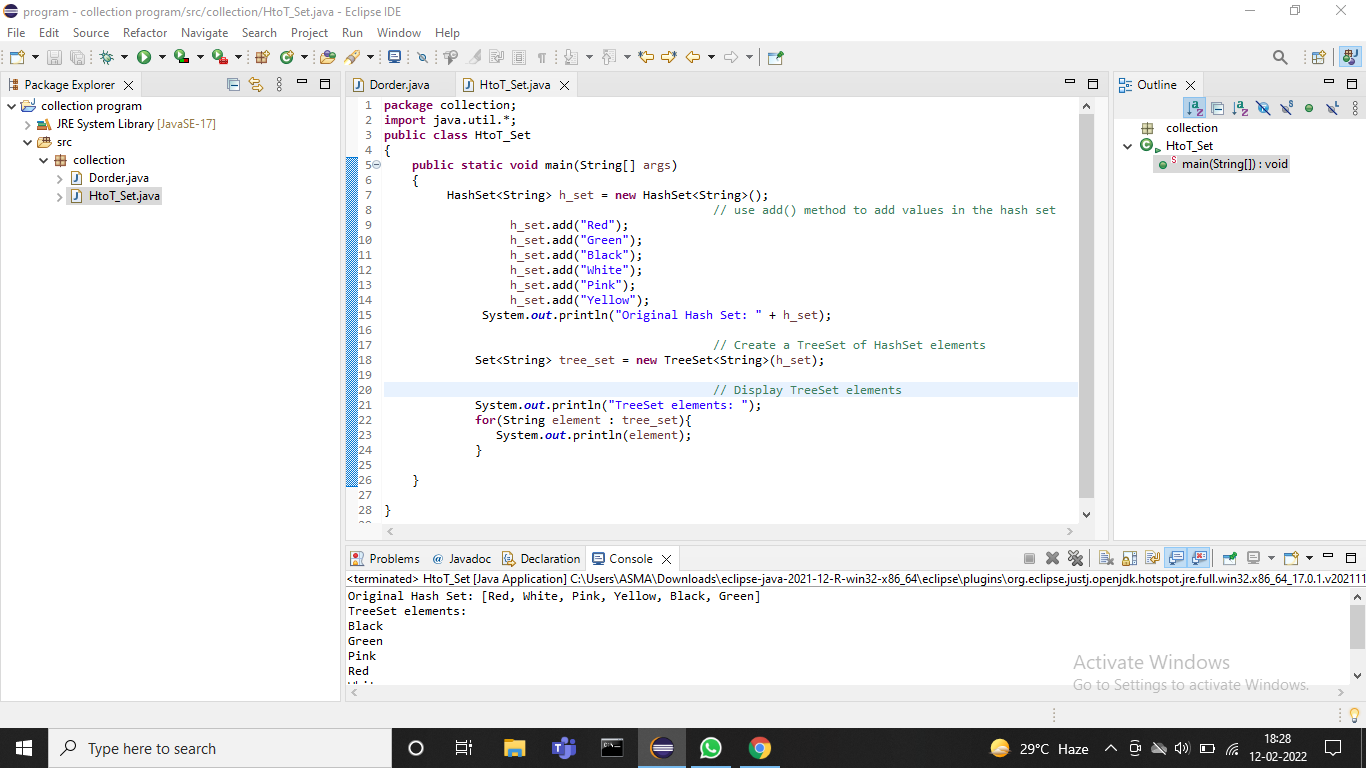 program - collection program/src/collection/HtoT_Set.java - Eclipse IDE
File Edit Source Refactor Navigate Search Project Run Window Help
Package Explorer
collection program
JRE System Library [JavaSE-17]
src
collection
Dorder.java
HtoT_Set.java
Dorder.java HtoT_Set.java
1 package collection;
2 import java.util.*;
3 public class HtoT_Set
4 {
5 public static void main(String[] args)
6 {
7 HashSet<String> h_set = new HashSet<String>();
8 // use add() method to add values in the hash set
9 h_set.add("Red");
10 h_set.add("Green");
11 h_set.add("Black");
12 h_set.add("White");
13 h_set.add("Pink");
14 h_set.add("Yellow");
15 System.out.println("Original Hash Set: " + h_set);
16
17 // Create a TreeSet of HashSet elements
18 Set<String> tree_set = new TreeSet<String>(h_set);
19
20 // Display TreeSet elements
21 System.out.println("TreeSet elements: ");
22 for(String element : tree_set){
23 System.out.println(element);
24 }
25
26 }
27
28 }
Outline
collection
HtoT_Set
main(String[]) : void
Problems @ Javadoc Declaration Console
<terminated> HtoT_Set [Java Application] C:\Users\ASMA\Downloads\eclipse-java-2021-12-R-win32-x86_64\eclipse\plugins\org.eclipse.justj.openjdk.hotspot.jre.full.win32.x86_64_17.0.1.v202111
Original Hash Set: [Red, White, Pink, Yellow, Black, Green]
TreeSet elements:
Black
Green
Pink
Red
Activate Windows
Go to Settings to activate Windows.
Type here to search
29°C Haze
18:28
12-02-2022